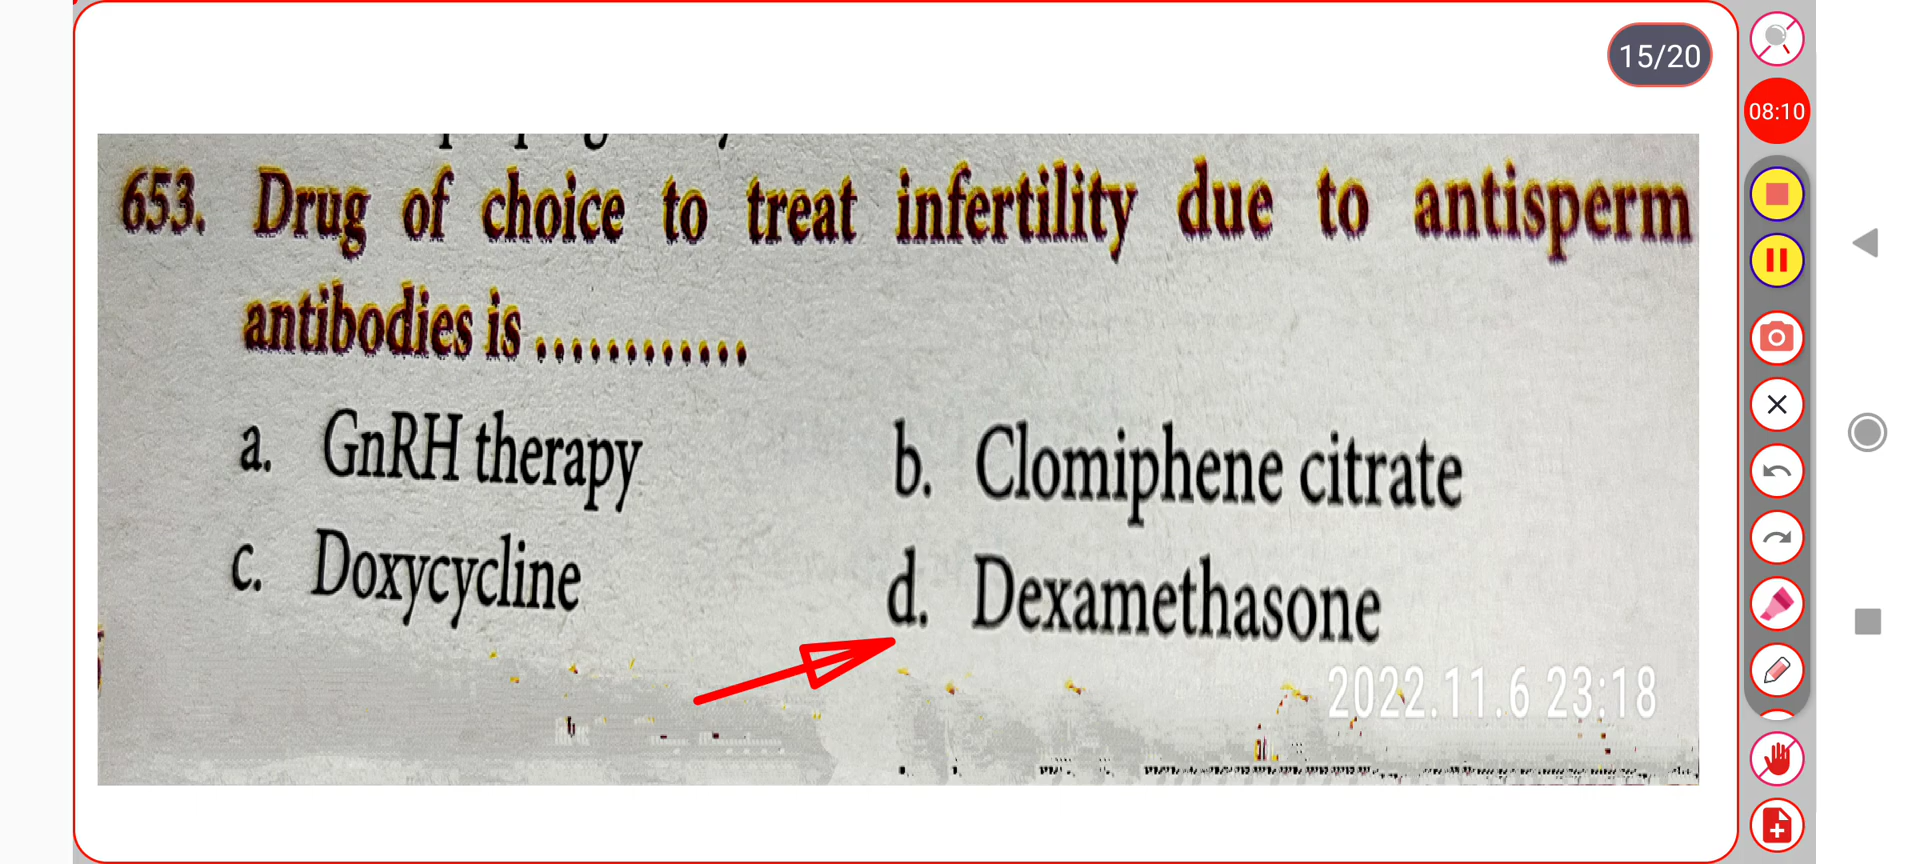 15/20
08:10
653. Drug of choice to treat infertility due to antisperm
antibodies is ............
a. GnRH therapy
b. Clomiphene citrate
c. Doxycycline
d. Dexamethasone
2022.11.6 23:18